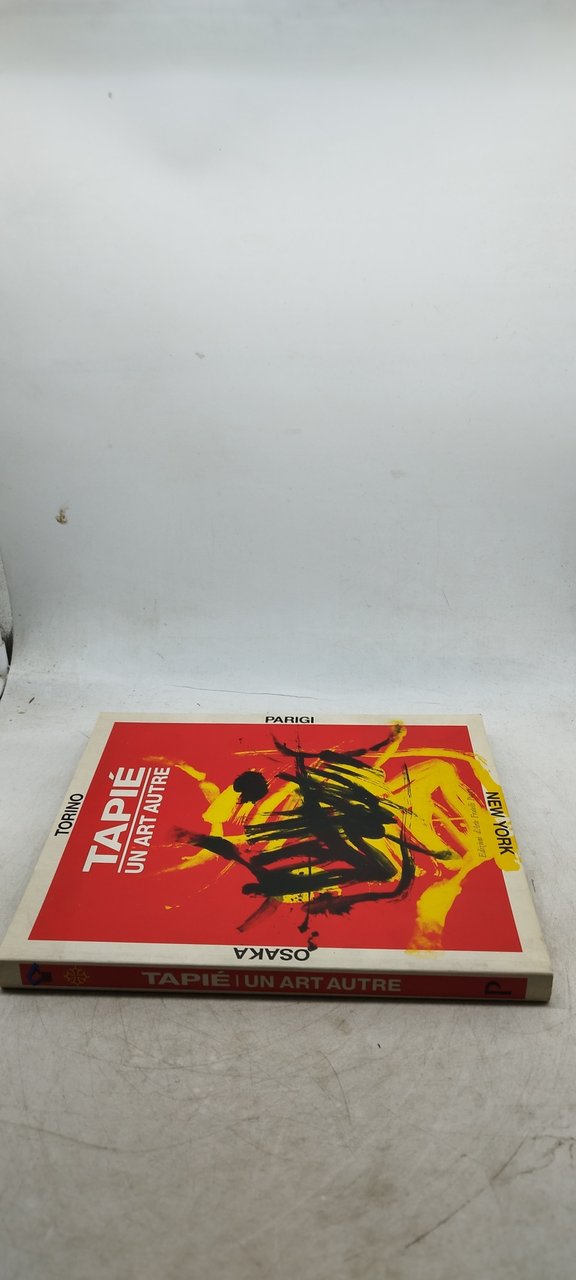 PARIGI
TORINO
TAPIÉ
UN ART AUTRE
NEW YORK
OSAKA
TAPIÉ | UN ART AUTRE